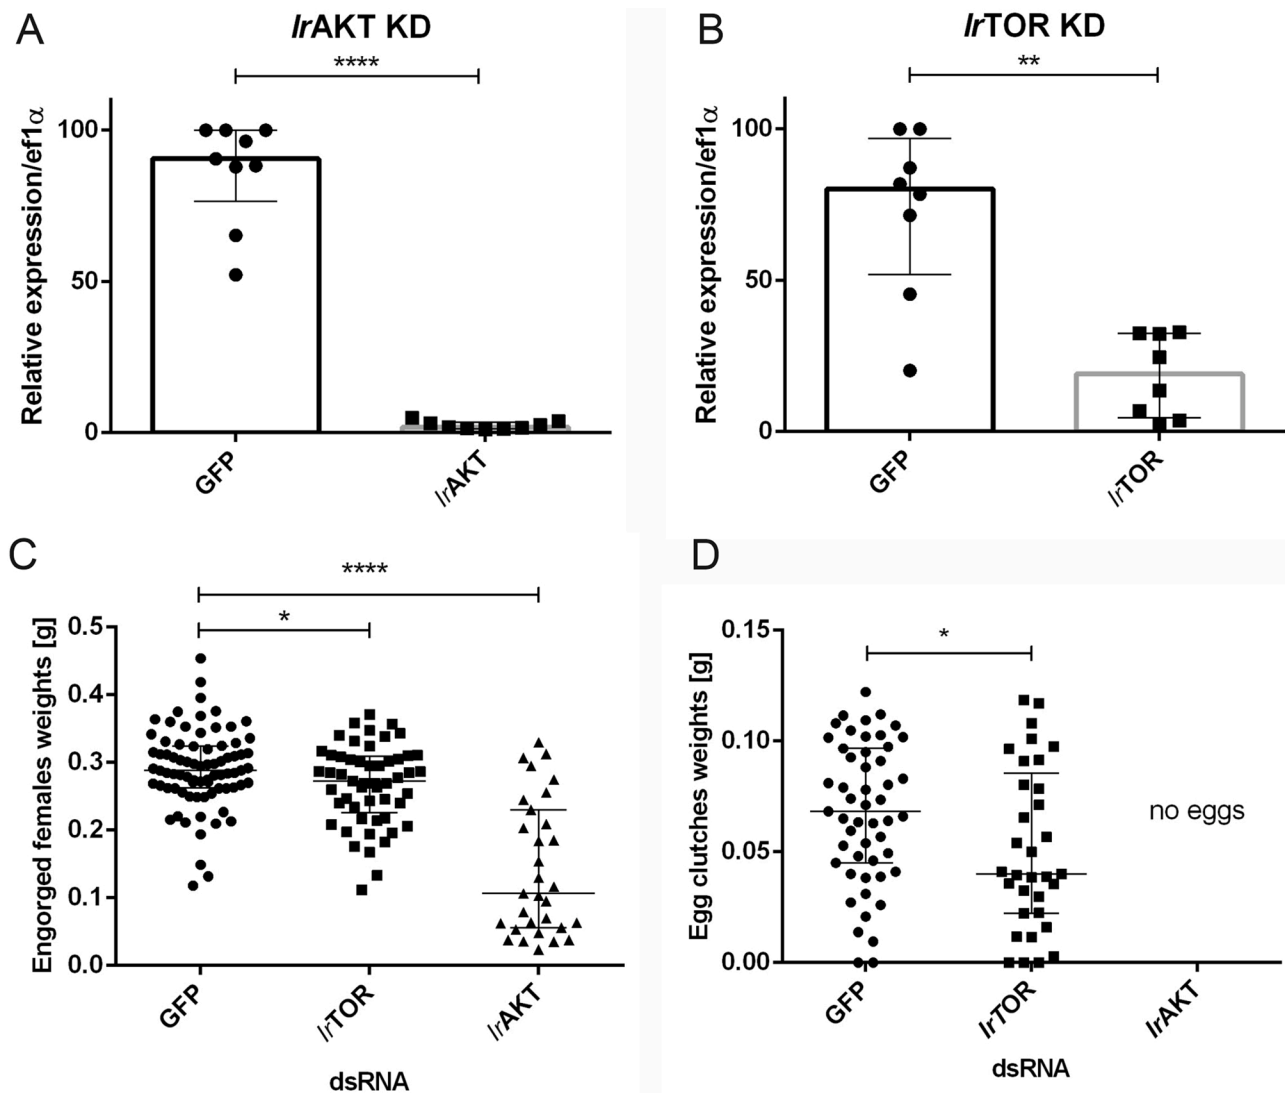 A
IrAKT KD
****
Relative expression/ef1α
100
50
0
GFP
IrAKT
B
IrTOR KD
**
Relative expression/ef1α
100
50
0
GFP
IrTOR
C
****
*
Engorged females weights [g]
0.5
0.4
0.3
0.2
0.1
0.0
GFP
IrTOR
IrAKT
dsRNA
D
*
Egg clutches weights [g]
0.15
0.10
0.05
0.00
no eggs
GFP
IrTOR
IrAKT
dsRNA